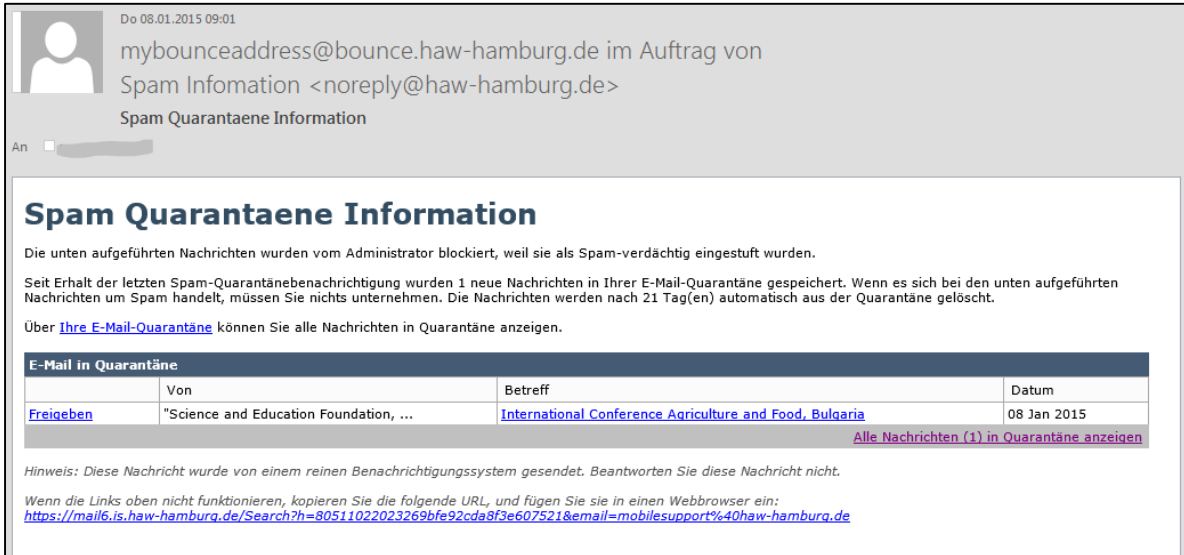 Do 08.01.2015 09:01
mybounceaddress@bounce.haw-hamburg.de im Auftrag von
Spam Infomation <noreply@haw-hamburg.de>
Spam Quarantaene Information
An
Spam Quarantaene Information
Die unten aufgeführten Nachrichten wurden vom Administrator blockiert, weil sie als Spam-verdächtig eingestuft wurden.
Seit Erhalt der letzten Spam-Quarantänebenachrichtigung wurden 1 neue Nachrichten in Ihrer E-Mail-Quarantäne gespeichert. Wenn es sich bei den unten aufgeführten
Nachrichten um Spam handelt, müssen Sie nichts unternehmen. Die Nachrichten werden nach 21 Tag(en) automatisch aus der Quarantäne gelöscht.
Über Ihre E-Mail-Quarantäne können Sie alle Nachrichten in Quarantäne anzeigen.
E-Mail in Quarantäne
Von Betreff Datum
Freigeben "Science and Education Foundation, ... International Conference Agriculture and Food, Bulgaria 08 Jan 2015
Alle Nachrichten (1) in Quarantäne anzeigen
Hinweis: Diese Nachricht wurde von einem reinen Benachrichtigungssystem gesendet. Beantworten Sie diese Nachricht nicht.
Wenn die Links oben nicht funktionieren, kopieren Sie die folgende URL, und fügen Sie sie in einen Webbrowser ein:
https://mail6.is.haw-hamburg.de/Search?h=80511022023269bfe92cda8f3e607521&email=mobilesupport%40haw-hamburg.de